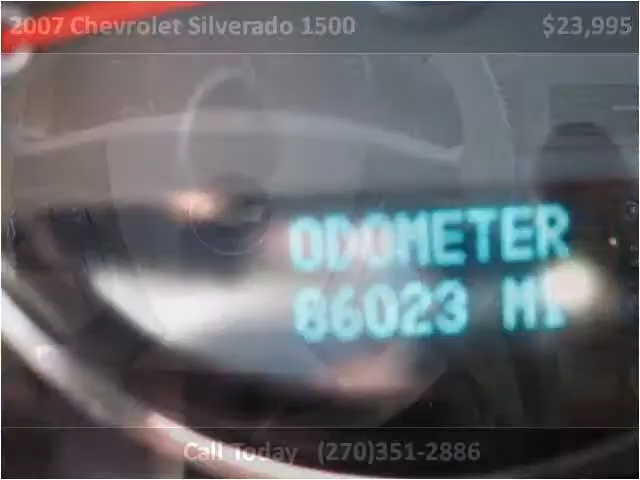 2007 Chevrolet Silverado 1500 $23,995
ODOMETER
86023 MI
Call Today (270)351-2886